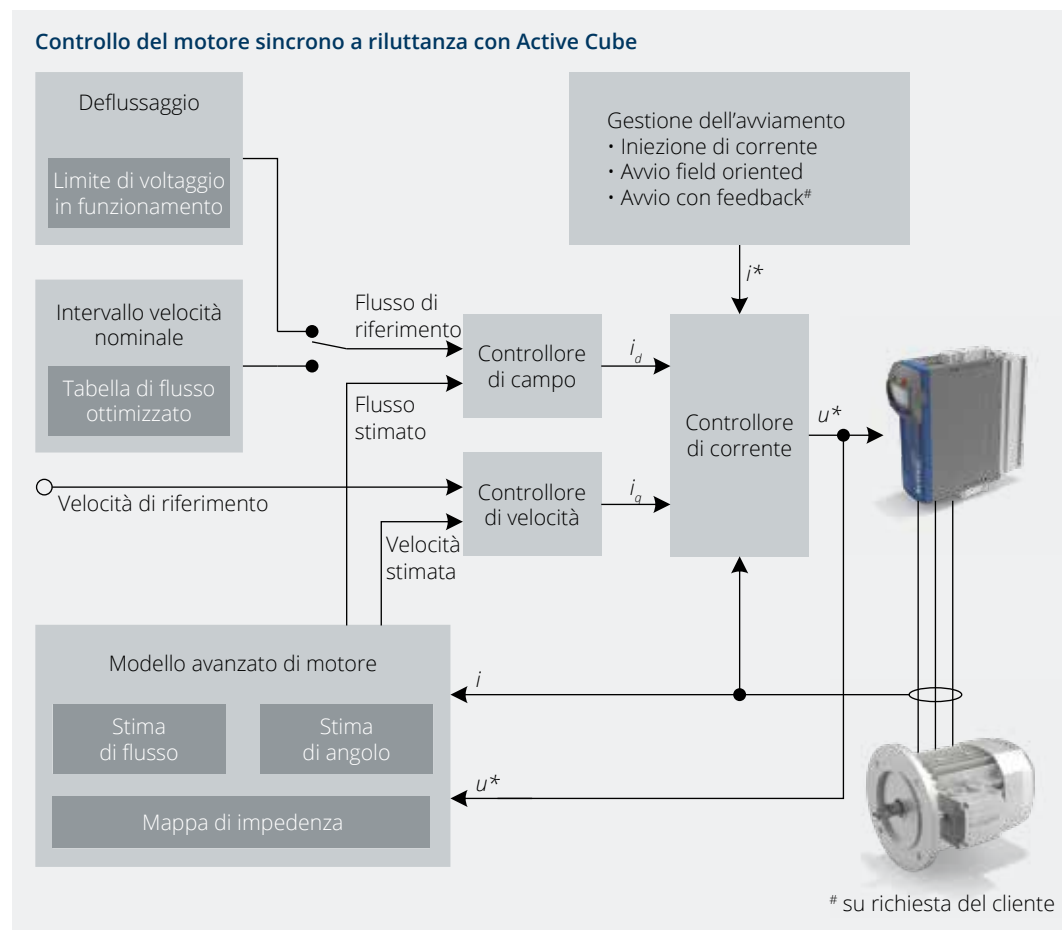 Controllo del motore sincrono a riluttanza con Active Cube
Deflussaggio
Limite di voltaggio
in funzionamento
Gestione dell'avviamento
• Iniezione di corrente
• Avvio field oriented
• Avvio con feedback#
i*
Intervallo velocità
nominale
Tabella di flusso
ottimizzato
Flusso di
riferimento
Flusso
stimato
Controllore
di campo
i_d
Controllore
di corrente
u*
Velocità di riferimento
Controllore
di velocità
i_q
Velocità
stimata
Modello avanzato di motore
Stima
di flusso
Stima
di angolo
Mappa di impedenza
i
u*
# su richiesta del cliente